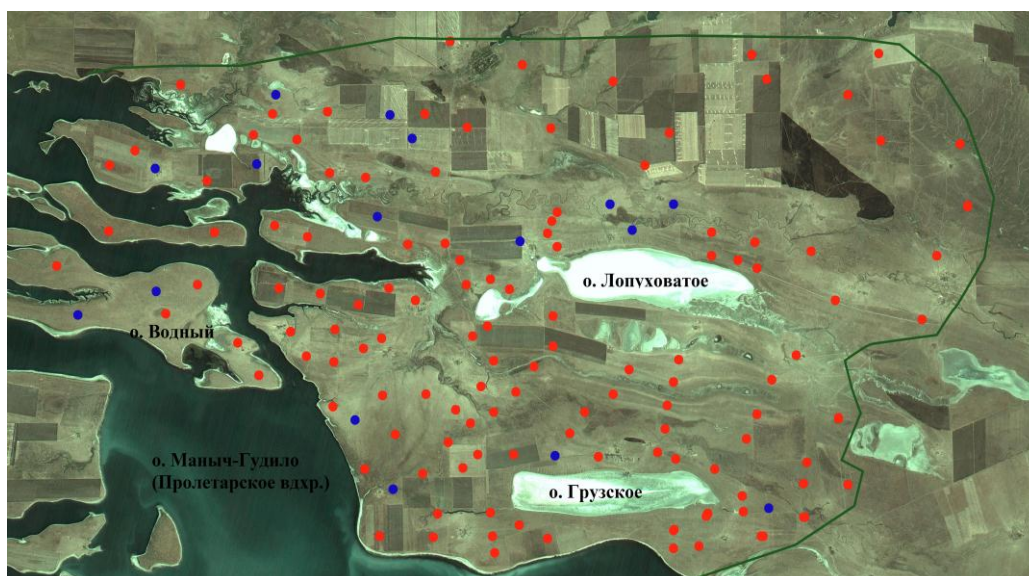 о. Лопуховатое
о. Водный
о. Маныч-Гудило
(Пролетарское вдхр.)
о. Грузское